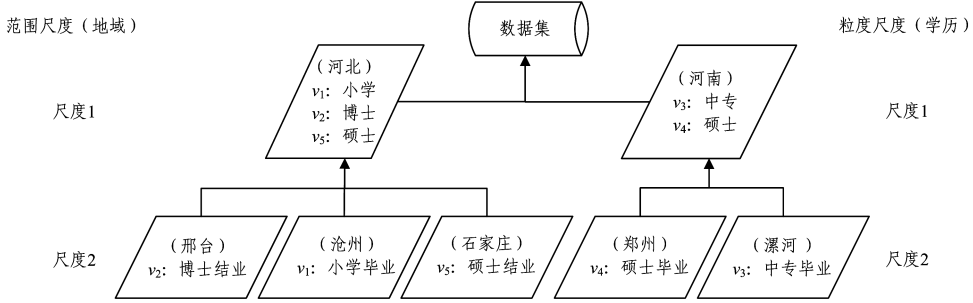 范围尺度（地域）
数据集
粒度尺度（学历）
（河北）
v₁：小学
v₂：博士
v₅：硕士
（河南）
v₃：中专
v₄：硕士
尺度1
尺度1
（邢台）
v₂：博士结业
（沧州）
v₁：小学毕业
（石家庄）
v₅：硕士结业
（郑州）
v₄：硕士毕业
（漯河）
v₃：中专毕业
尺度2
尺度2